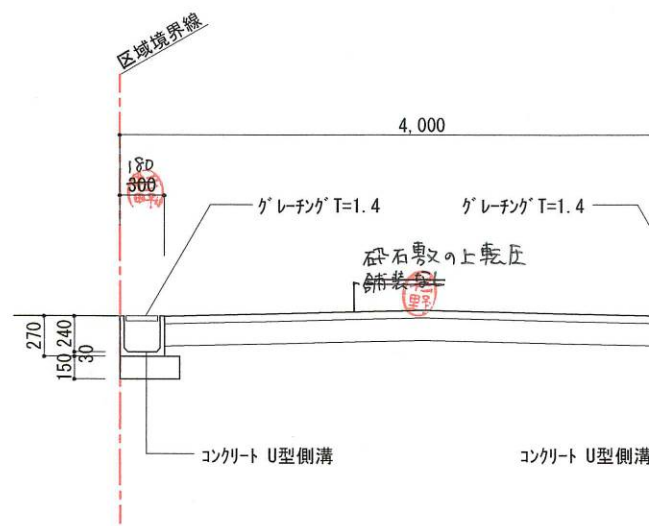 区域境界線
4,000
180
300
グレーチングT=1.4
グレーチングT=1.4
砕石敷の上転圧
舗装なし
270
240
30
150
コンクリート U型側溝
コンクリート U型側溝